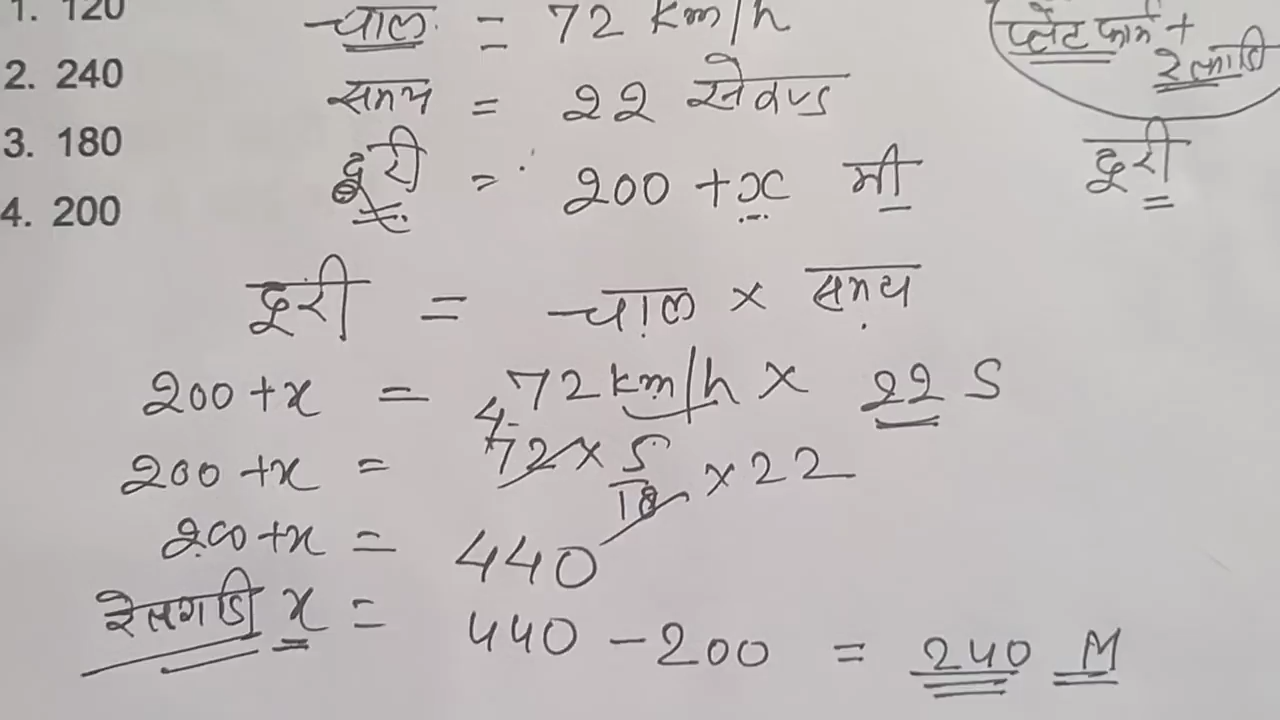 1. 120
2. 240
3. 180
4. 200
चाल = 72 km/h
समय = 22 सेकण्ड
दूरी = 200 + x मी
प्लेटफार्म +
रेलगाडि
दूरी
दूरी = चाल × समय
200 + x = 72 km/h × 22 S
4
200 + x = 72 × 5/18 × 22
200 + x = 440
रेलगाडि x = 440 - 200 = 240 M